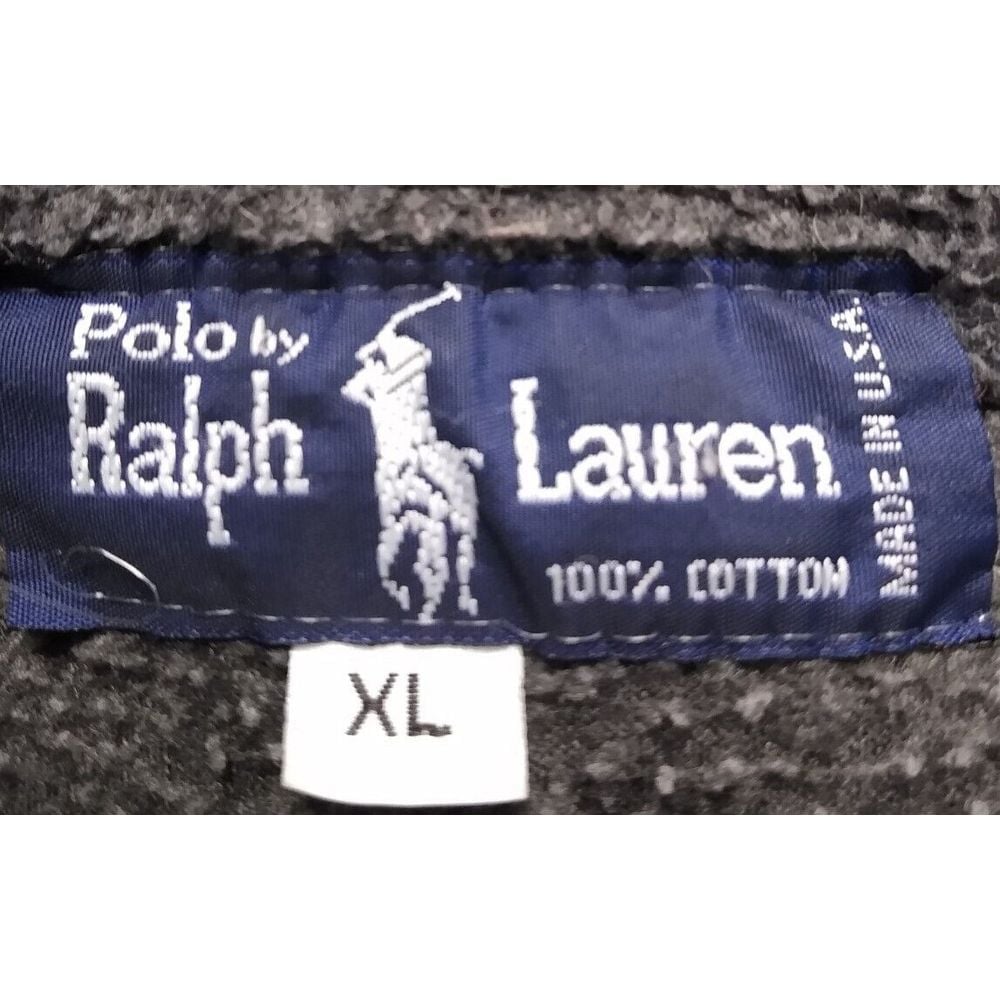 Polo by
Ralph Lauren
100% COTTON
MADE IN U.S.A.
XL